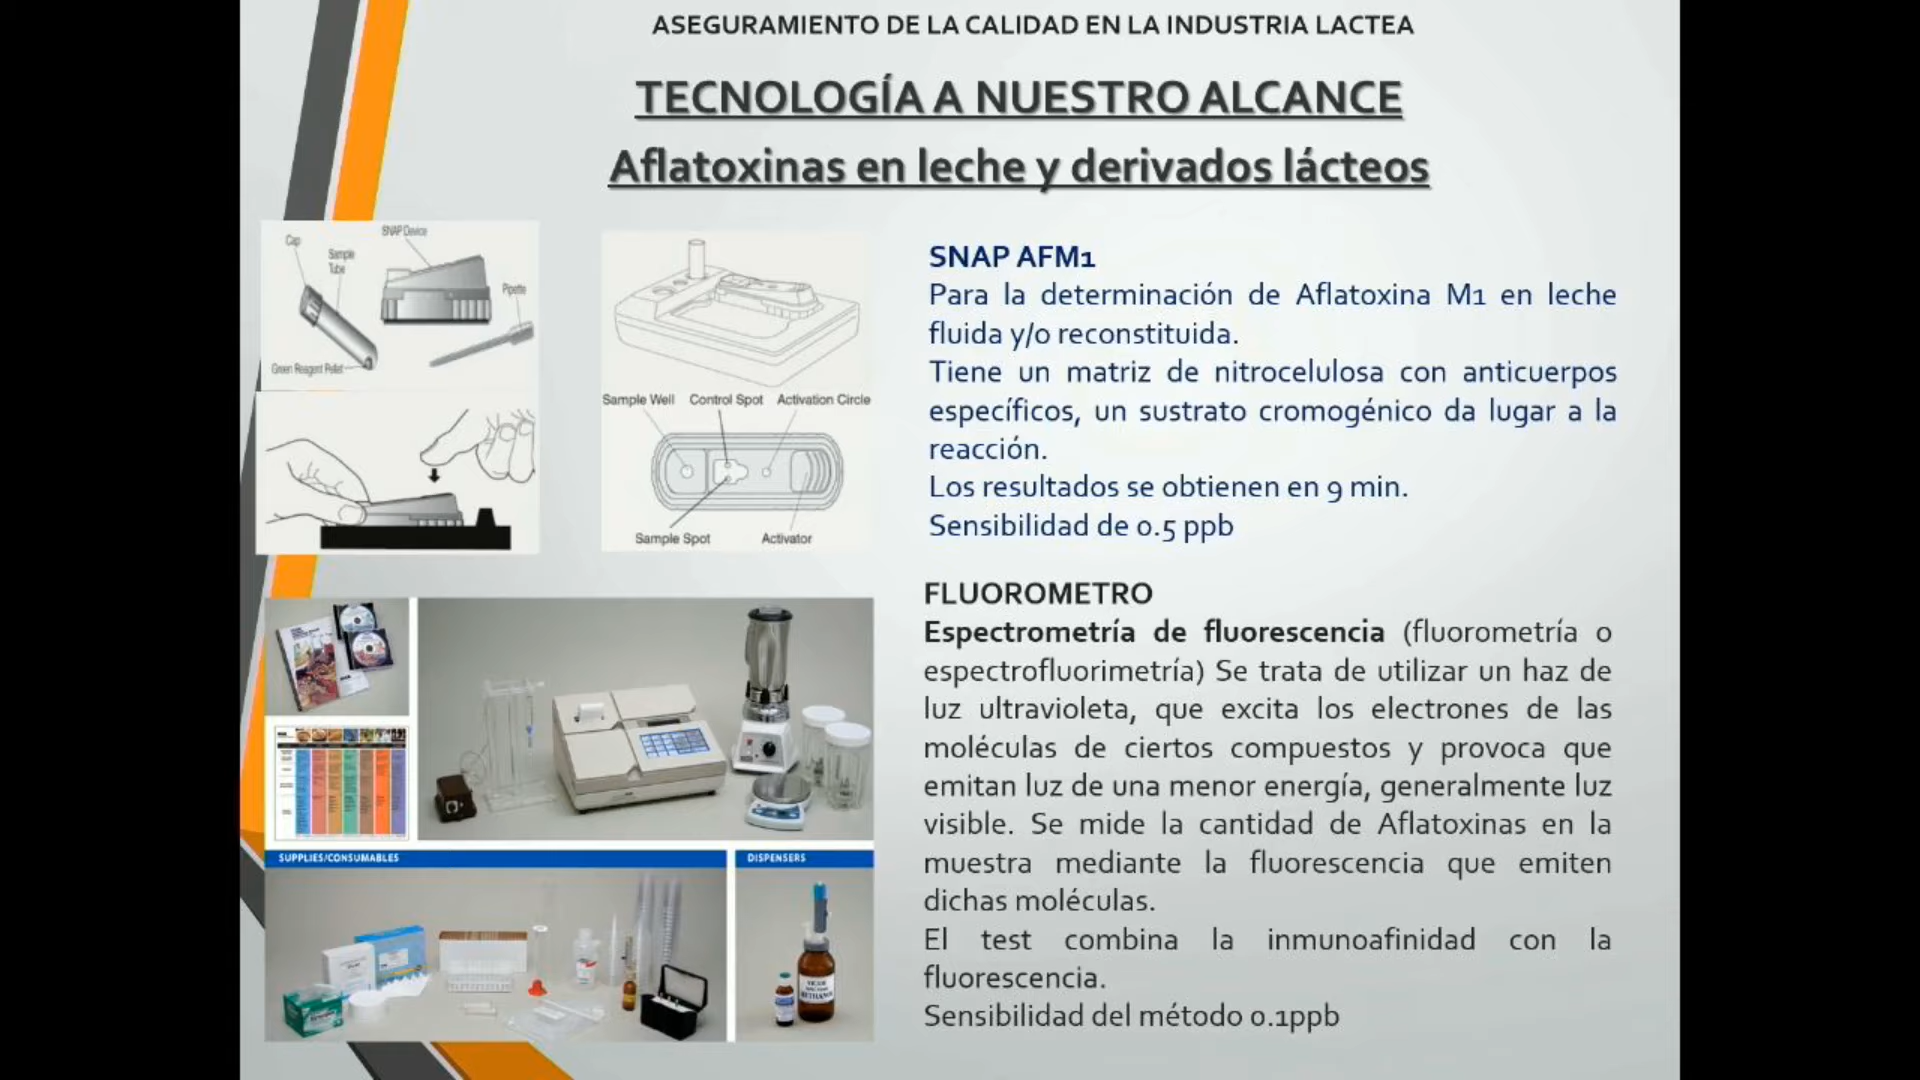 ASEGURAMIENTO DE LA CALIDAD EN LA INDUSTRIA LACTEA
TECNOLOGÍA A NUESTRO ALCANCE
Aflatoxinas en leche y derivados lácteos
Cap
Sample
Tube
SNAP Device
Pipette
Green Reagent Pellet
Sample Well
Control Spot
Activation Circle
Sample Spot
Activator
SNAP AFM1
Para la determinación de Aflatoxina M1 en leche
fluida y/o reconstituida.
Tiene un matriz de nitrocelulosa con anticuerpos
específicos, un sustrato cromogénico da lugar a la
reacción.
Los resultados se obtienen en 9 min.
Sensibilidad de 0.5 ppb
FLUOROMETRO
Espectrometría de fluorescencia (fluorometría o
espectrofluorimetría) Se trata de utilizar un haz de
luz ultravioleta, que excita los electrones de las
moléculas de ciertos compuestos y provoca que
emitan luz de una menor energía, generalmente luz
visible. Se mide la cantidad de Aflatoxinas en la
muestra mediante la fluorescencia que emiten
dichas moléculas.
El test combina la inmunoafinidad con la
fluorescencia.
Sensibilidad del método 0.1ppb
SUPPLIES/CONSUMABLES
DISPENSERS
METHANOL